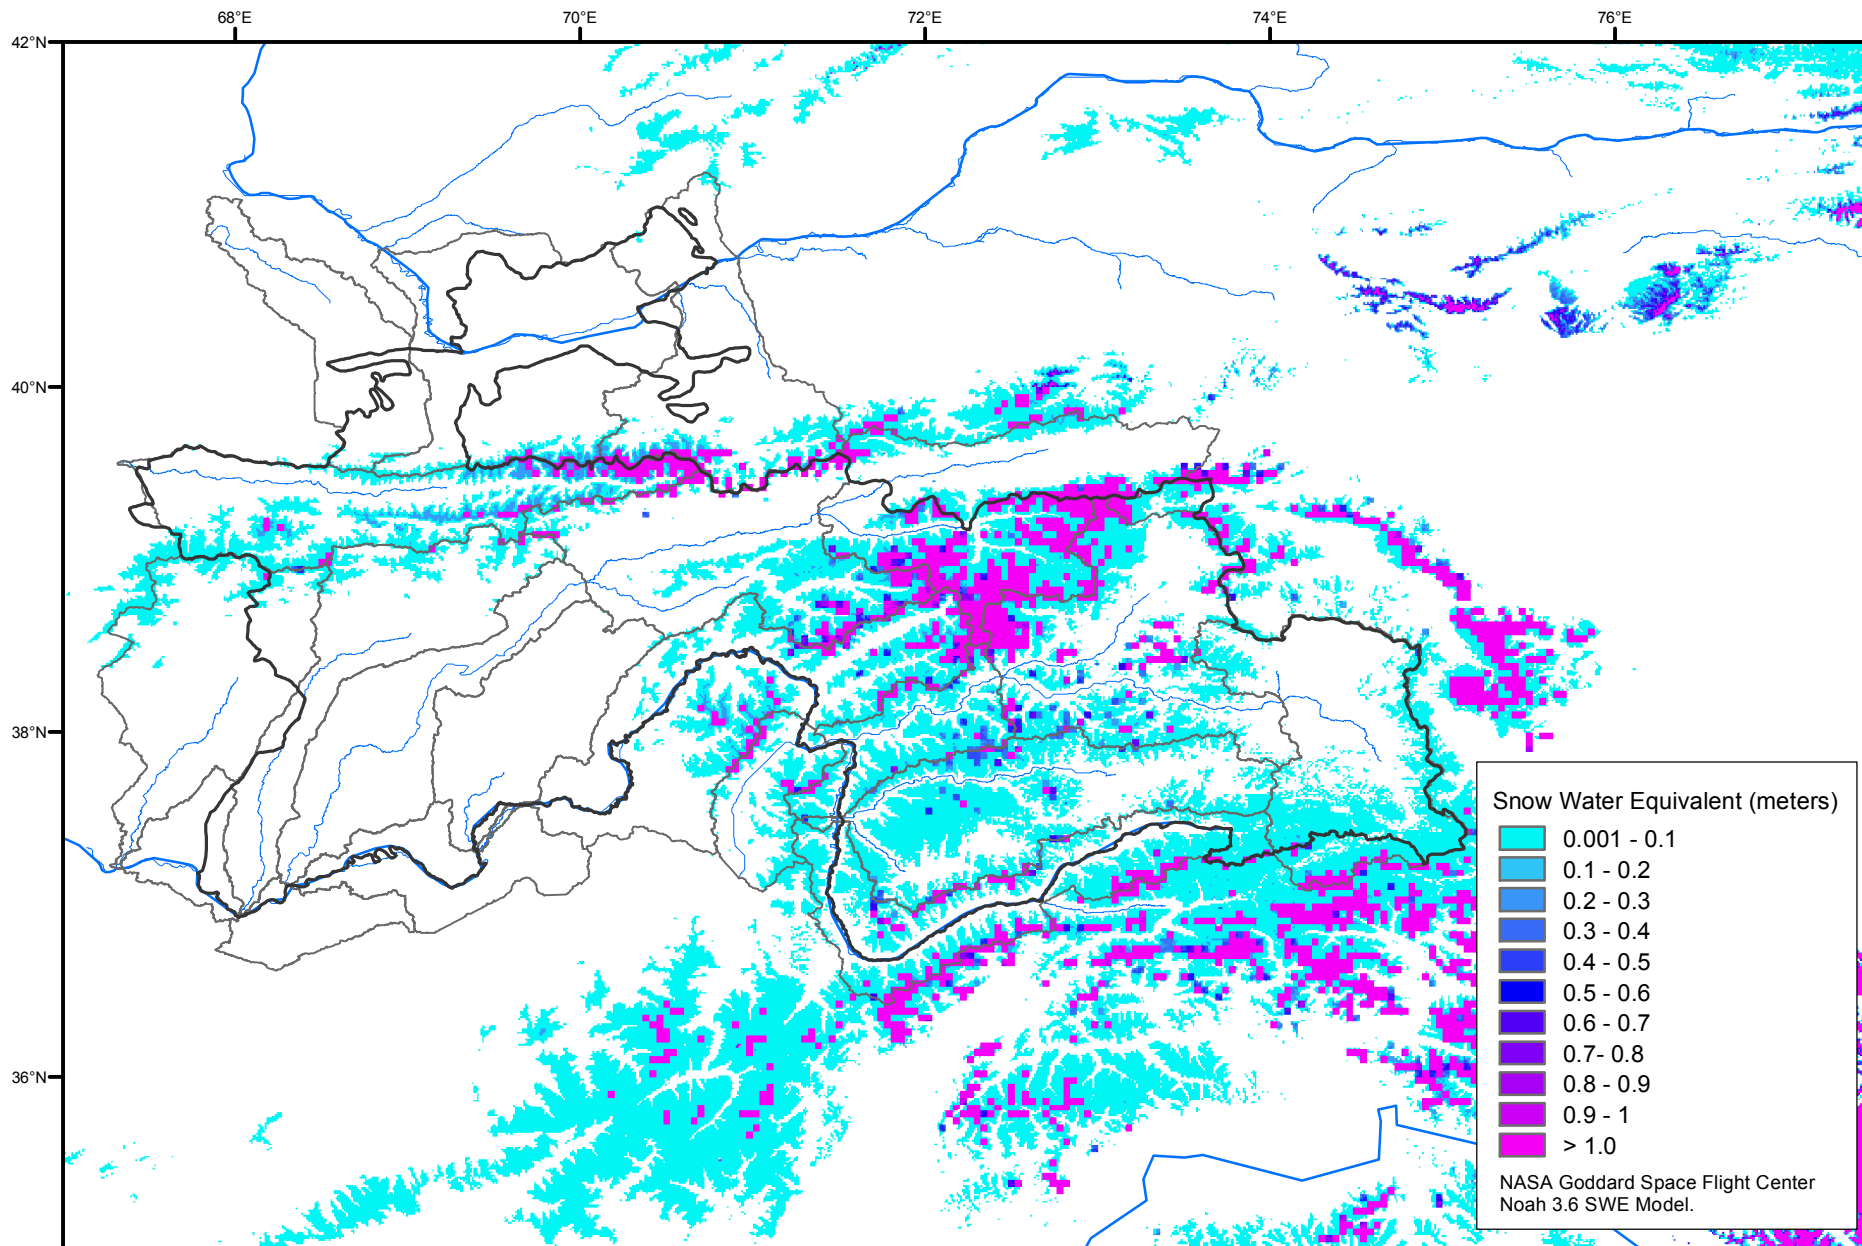 68°E 70°E 72°E 74°E 76°E
42°N
40°N
38°N
36°N
Snow Water Equivalent (meters)
0.001 - 0.1
0.1 - 0.2
0.2 - 0.3
0.3 - 0.4
0.4 - 0.5
0.5 - 0.6
0.6 - 0.7
0.7- 0.8
0.8 - 0.9
0.9 - 1
> 1.0
NASA Goddard Space Flight Center
Noah 3.6 SWE Model.